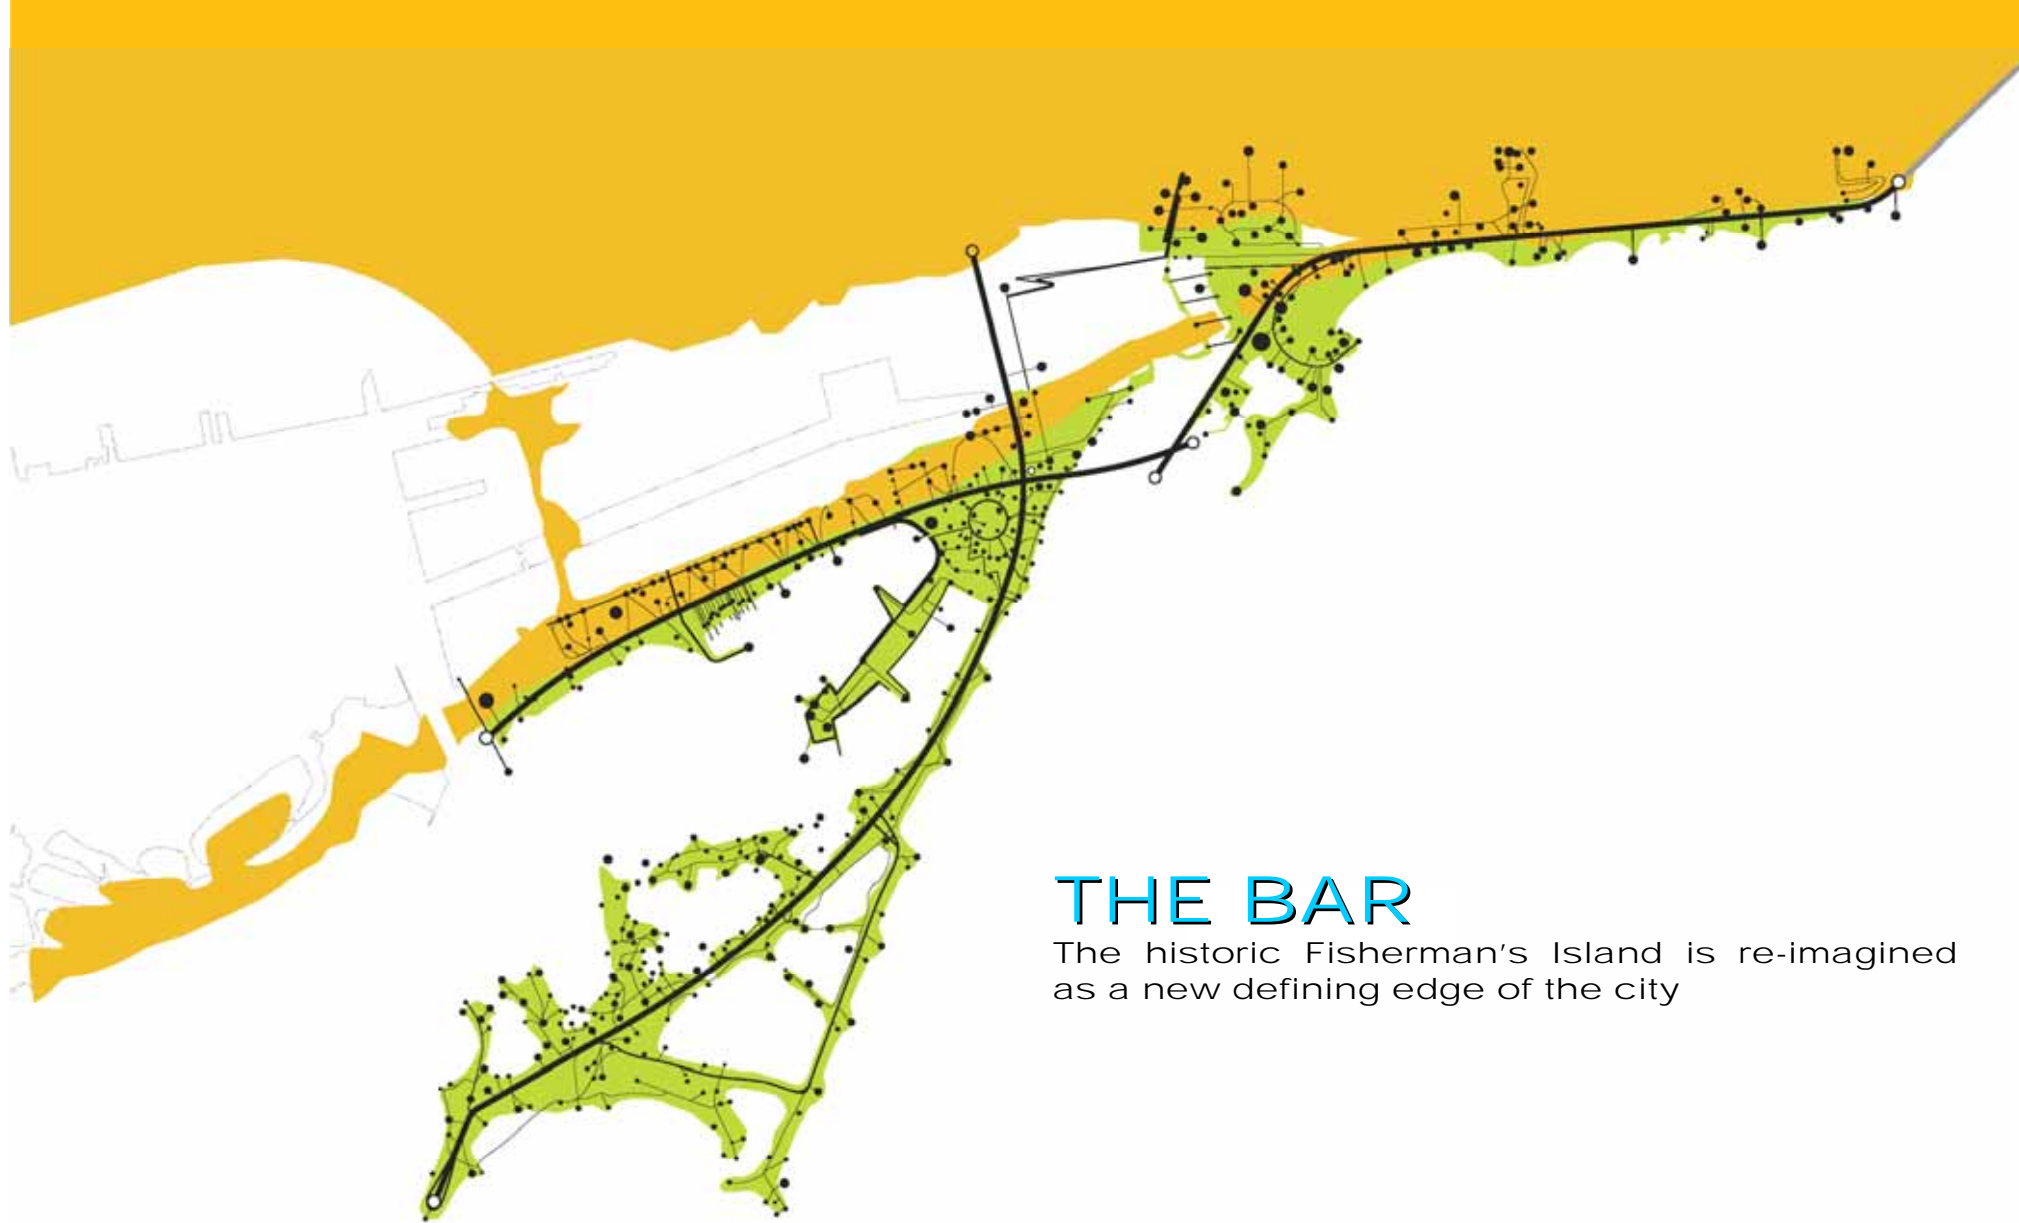 THE BAR
The historic Fisherman's Island is re-imagined
as a new defining edge of the city